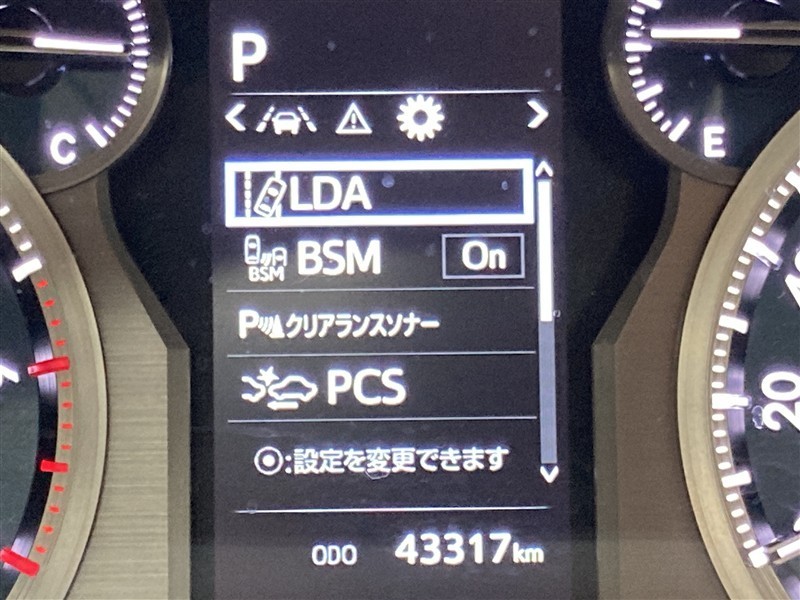 P
C
E
LDA
BSM
BSM
On
Pクリアランスソナー
PCS
:設定を変更できます
20
ODO 43317km